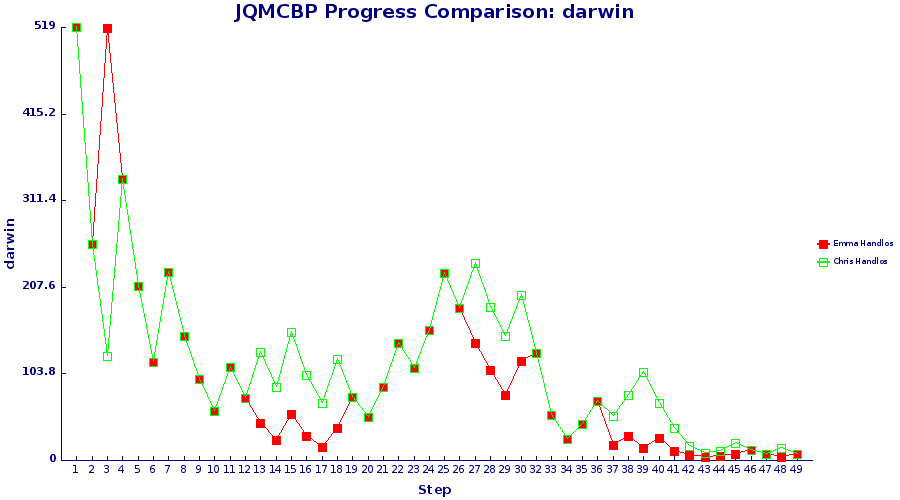 JQMCBP Progress Comparison: darwin
519
415.2
311.4
207.6
103.8
0
darwin
1 2 3 4 5 6 7 8 9 10 11 12 13 14 15 16 17 18 19 20 21 22 23 24 25 26 27 28 29 30 32 33 34 35 36 37 38 39 40 41 42 43 44 45 46 47 48 49
Step
Emma Handlos
Chris Handlos